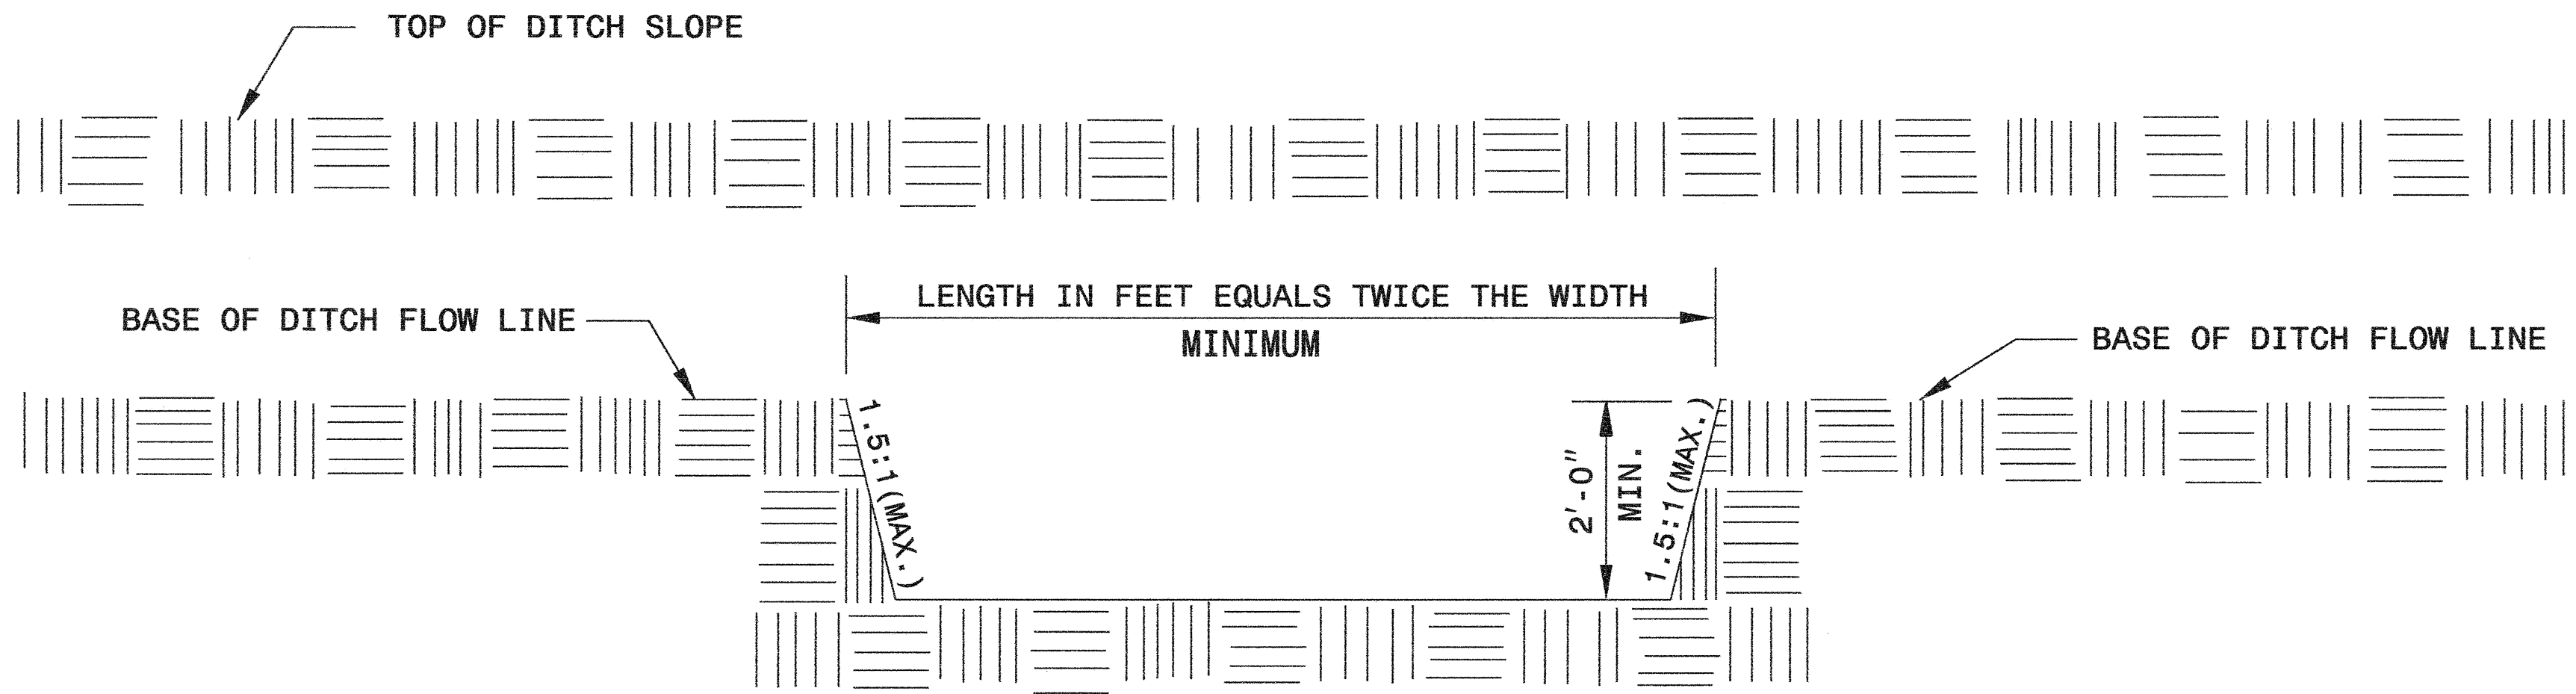 TOP OF DITCH SLOPE
LENGTH IN FEET EQUALS TWICE THE WIDTH
MINIMUM
BASE OF DITCH FLOW LINE
BASE OF DITCH FLOW LINE
1.5:1(MAX.)
2'-0"
MIN.
1.5:1(MAX.)